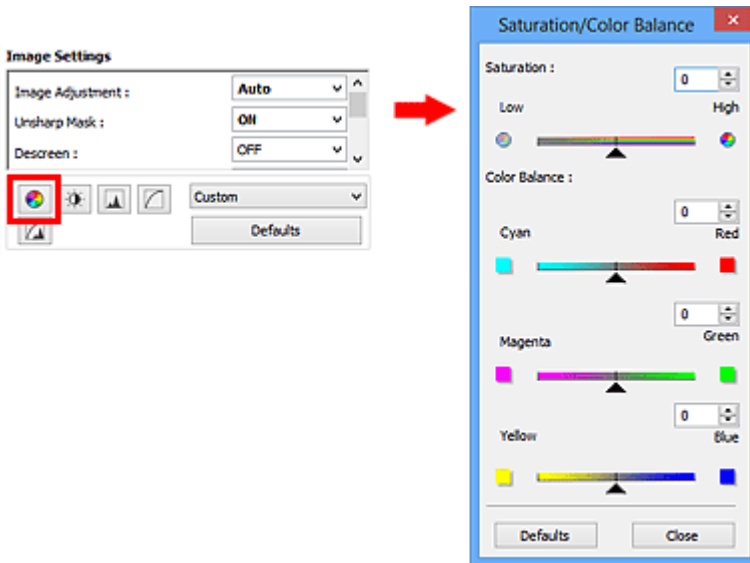 Image Settings
Image Adjustment :
Auto
Unsharp Mask :
ON
Descreen :
OFF
Custom
Defaults
Saturation/Color Balance
Saturation :
0
Low
High
Color Balance :
0
Cyan
Red
0
Magenta
Green
0
Yellow
Blue
Defaults
Close